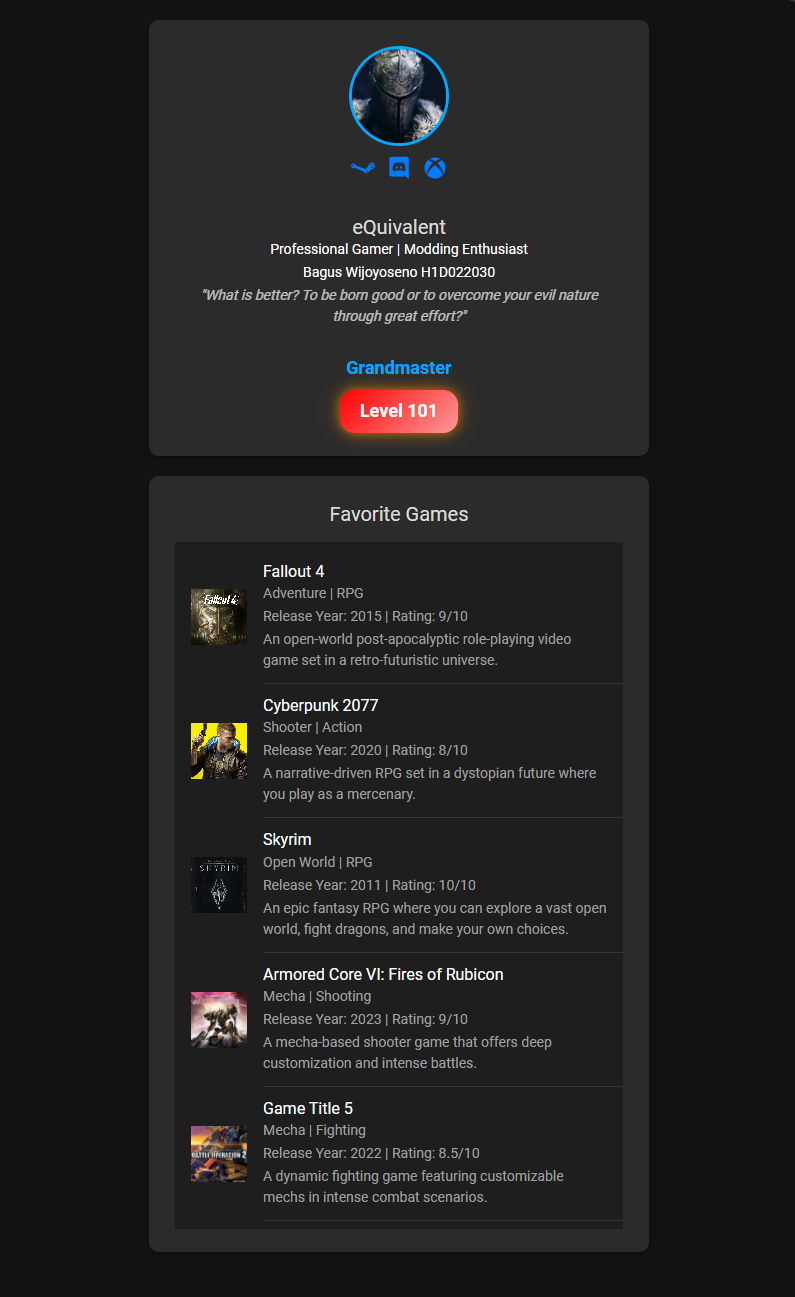 eQuivalent
Professional Gamer | Modding Enthusiast
Bagus Wijoyoseno H1D022030
"What is better? To be born good or to overcome your evil nature
through great effort?"
Grandmaster
Level 101
Favorite Games
Fallout 4
Fallout 4
Adventure | RPG
Release Year: 2015 | Rating: 9/10
An open-world post-apocalyptic role-playing video
game set in a retro-futuristic universe.
Cyberpunk 2077
Shooter | Action
Release Year: 2020 | Rating: 8/10
A narrative-driven RPG set in a dystopian future where
you play as a mercenary.
SKYRIM
Skyrim
Open World | RPG
Release Year: 2011 | Rating: 10/10
An epic fantasy RPG where you can explore a vast open
world, fight dragons, and make your own choices.
Armored Core VI: Fires of Rubicon
Mecha | Shooting
Release Year: 2023 | Rating: 9/10
A mecha-based shooter game that offers deep
customization and intense battles.
BATTLE OPERATION 2
Game Title 5
Mecha | Fighting
Release Year: 2022 | Rating: 8.5/10
A dynamic fighting game featuring customizable
mechs in intense combat scenarios.